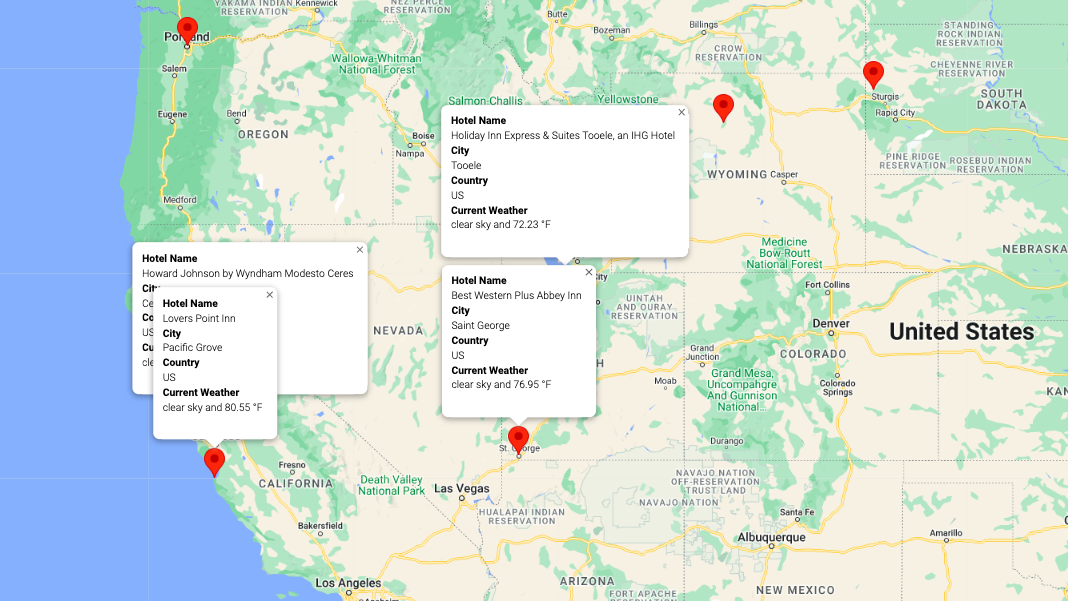 YAKAMA INDIAN
RESERVATION
Kennewick
NEZ PERCE
RESERVATION
Butte
Bozeman
Billings
CROW
RESERVATION
STANDING
ROCK INDIAN
RESERVATION
CHEYENNE RIVER
RESERVATION
SOUTH
DAKOTA
Sturgis
Rapid City
PINE RIDGE
RESERVATION
ROSEBUD INDIAN
RESERVATION
Portland
Salem
Eugene
Bend
OREGON
Medford
Wallowa-Whitman
National Forest
Salmon-Challis
Yellowstone
Boise
Nampa
WYOMING
Casper
Hotel Name
Holiday Inn Express & Suites Tooele, an IHG Hotel
City
Tooele
Country
US
Current Weather
clear sky and 72.23 °F
Hotel Name
Howard Johnson by Wyndham Modesto Ceres
City
Ce
Co
US
Cu
cle
Hotel Name
Lovers Point Inn
City
Pacific Grove
Country
US
Current Weather
clear sky and 80.55 °F
Hotel Name
Best Western Plus Abbey Inn
City
Saint George
Country
US
Current Weather
clear sky and 76.95 °F
City
H
NEVADA
UINTAH
AND OURAY
RESERVATION
Medicine
Bow-Routt
National Forest
NEBRASKA
Fort Collins
Denver
United States
COLORADO
Grand
Junction
Moab
Grand Mesa,
Uncompahgre
And Gunnison
National...
Colorado
Springs
KAN
Durango
St. George
Fresno
CALIFORNIA
Death Valley
National Park
Las Vegas
HUALAPAI INDIAN
RESERVATION
NAVAJO NATION
OFF-RESERVATION
TRUST LAND
NAVAJO NATION
Santa Fe
Albuquerque
Amarillo
Bakersfield
Los Angeles
Anaheim
ARIZONA
FORT APACHE
RESERVATION
NEW MEXICO